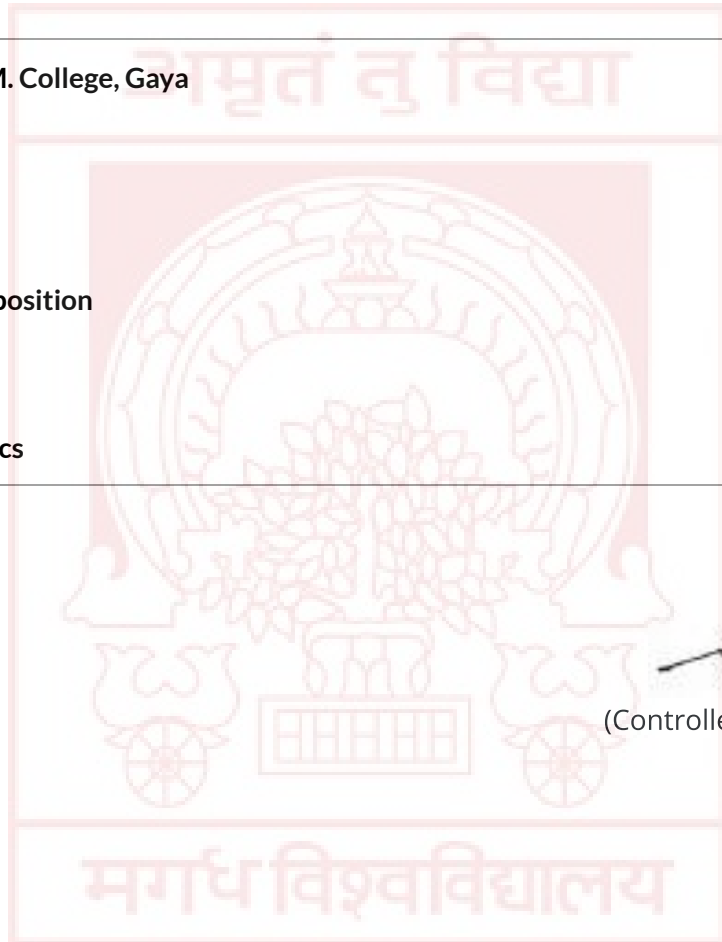 अमृतं तु विद्या
M. College, Gaya
position
cs
(Controlle
मगध विश्वविद्यालय